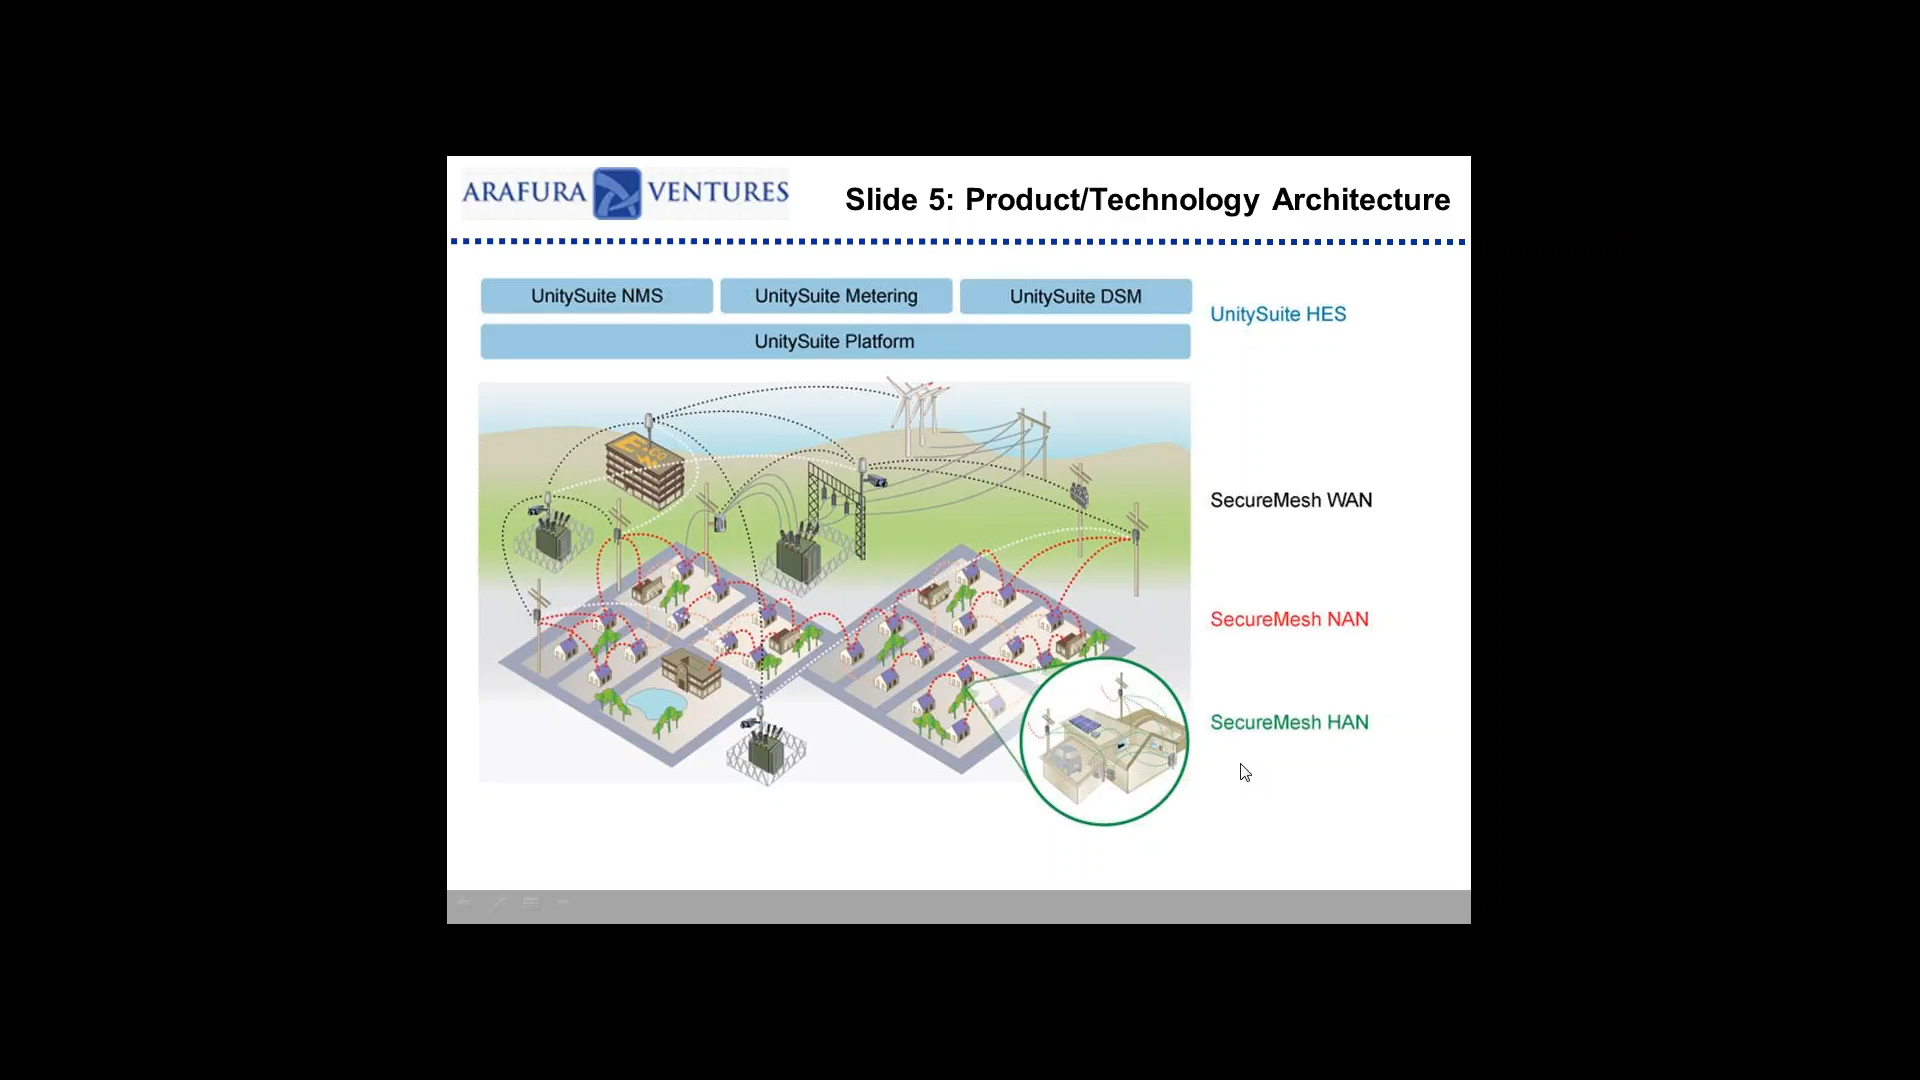 ARAFURA VENTURES
Slide 5: Product/Technology Architecture
UnitySuite NMS
UnitySuite Metering
UnitySuite DSM
UnitySuite HES
UnitySuite Platform
SecureMesh WAN
SecureMesh NAN
SecureMesh HAN